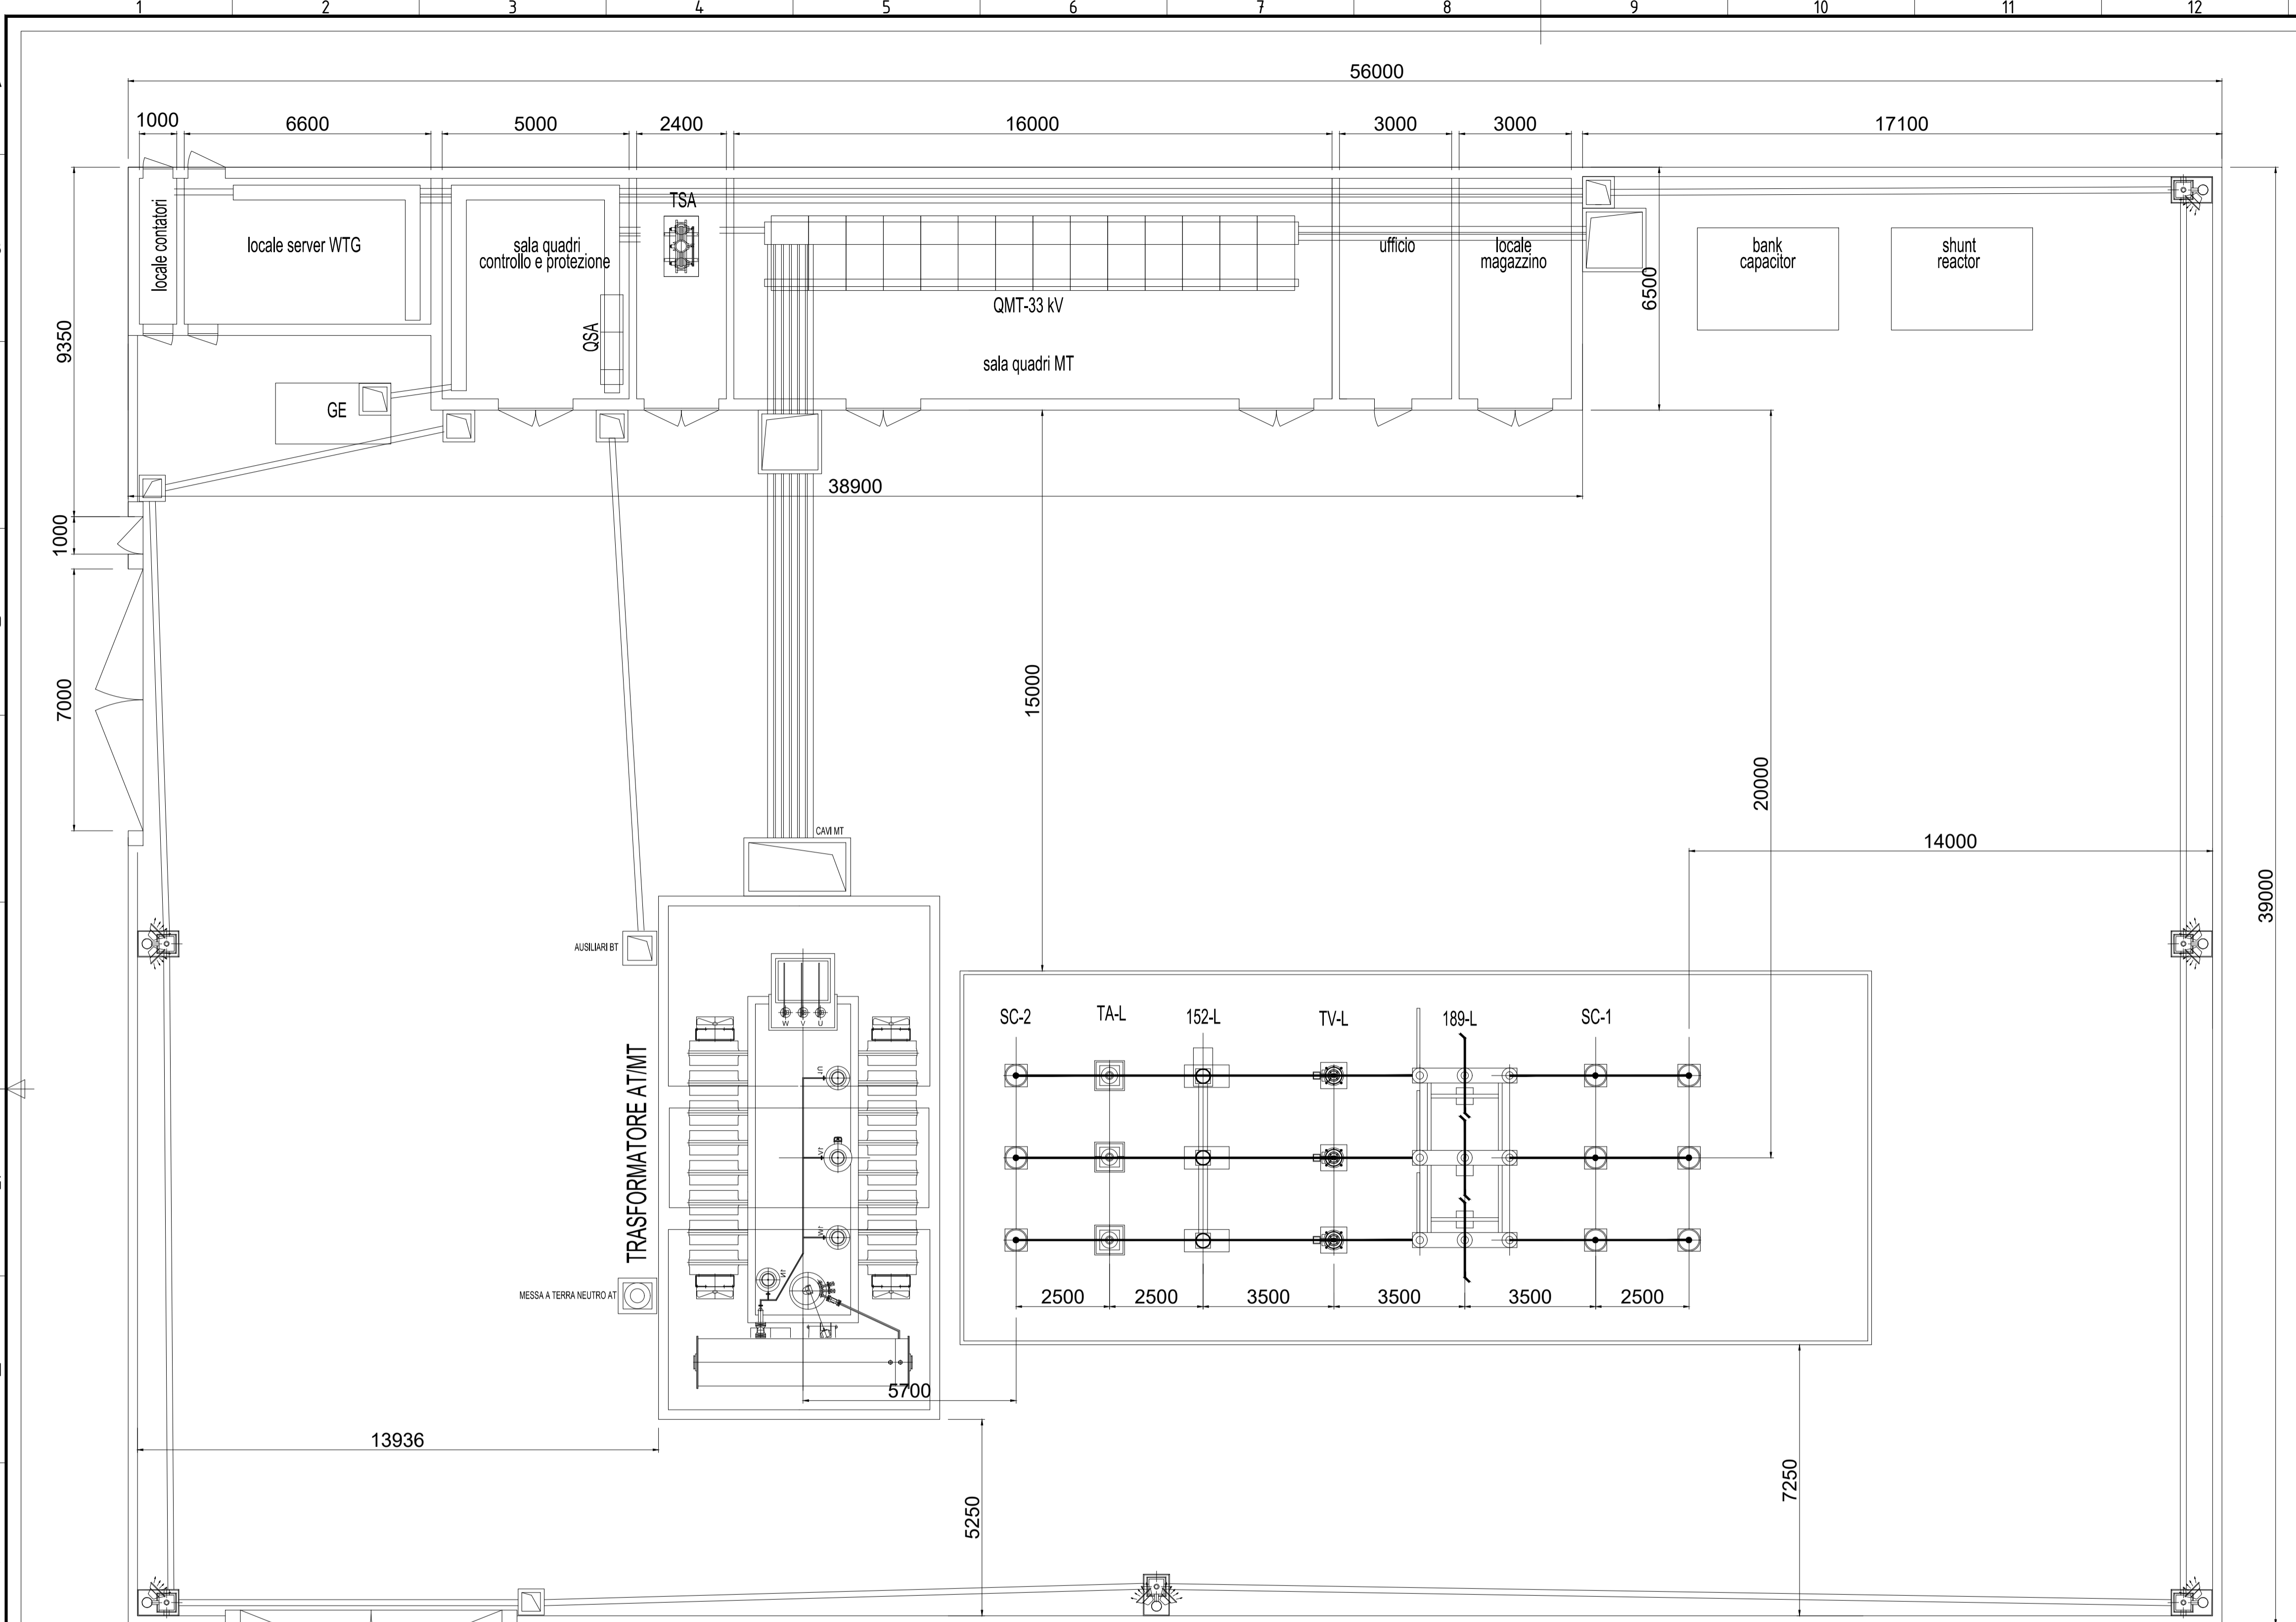 1 2 3 4 5 6 7 8 9 10 11 12
56000
1000 6600 5000 2400 16000 3000 3000 17100
locale contatori
locale server WTG
sala quadri
controllo e protezione
TSA
QSA
QMT-33 kV
sala quadri MT
ufficio
locale
magazzino
6500
bank
capacitor
shunt
reactor
9350
GE
38900
1000
7000
15000
20000
14000
39000
CAVI MT
AUSILIARI BT
W V U
TRASFORMATORE AT/MT
MESSA A TERRA NEUTRO AT
SC-2 TA-L 152-L TV-L 189-L SC-1
2500 2500 3500 3500 3500 2500
5700
13936
5250
7250